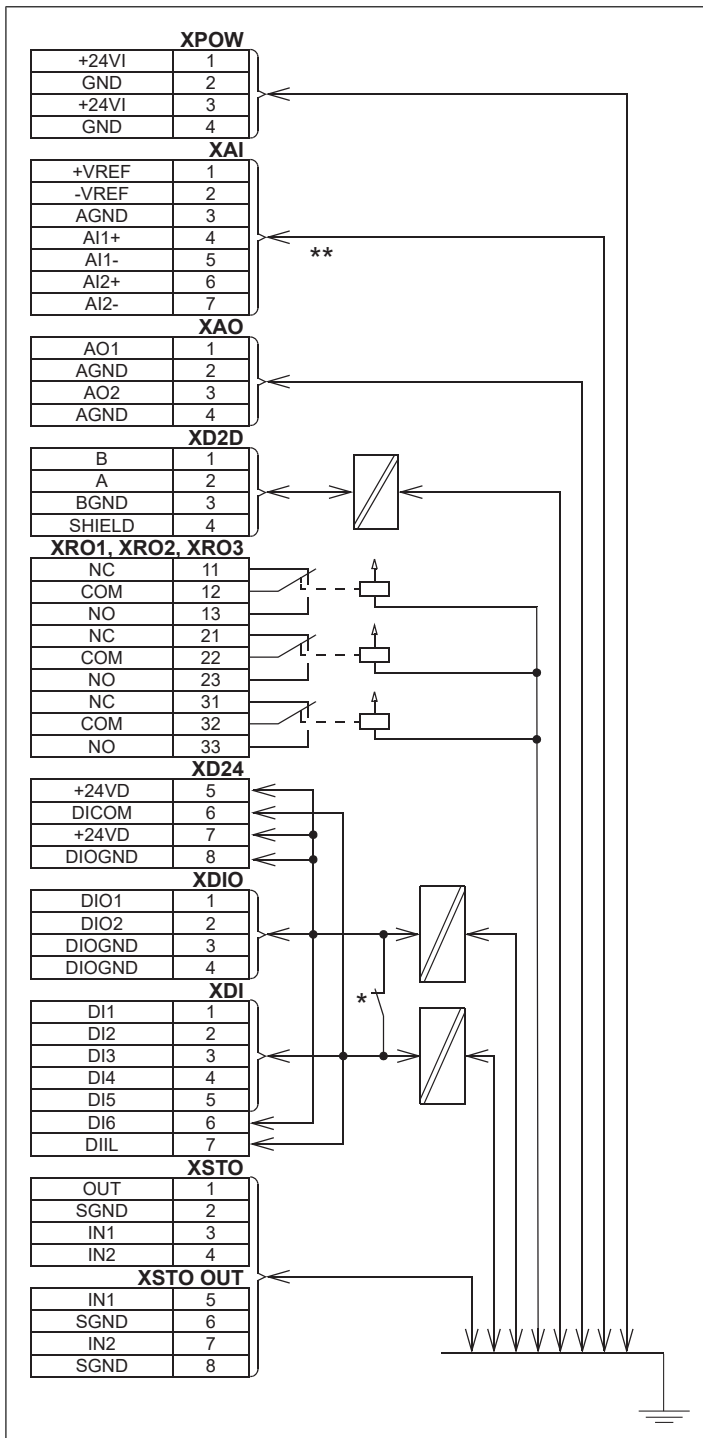 XPOW
+24VI 1
GND 2
+24VI 3
GND 4
XAI
+VREF 1
-VREF 2
AGND 3
AI1+ 4
AI1- 5
AI2+ 6
AI2- 7
**
XAO
AO1 1
AGND 2
AO2 3
AGND 4
XD2D
B 1
A 2
BGND 3
SHIELD 4
XRO1, XRO2, XRO3
NC 11
COM 12
NO 13
NC 21
COM 22
NO 23
NC 31
COM 32
NO 33
XD24
+24VD 5
DICOM 6
+24VD 7
DIOGND 8
XDIO
DIO1 1
DIO2 2
DIOGND 3
DIOGND 4
XDI
*
DI1 1
DI2 2
DI3 3
DI4 4
DI5 5
DI6 6
DIIL 7
XSTO
OUT 1
SGND 2
IN1 3
IN2 4
XSTO OUT
IN1 5
SGND 6
IN2 7
SGND 8